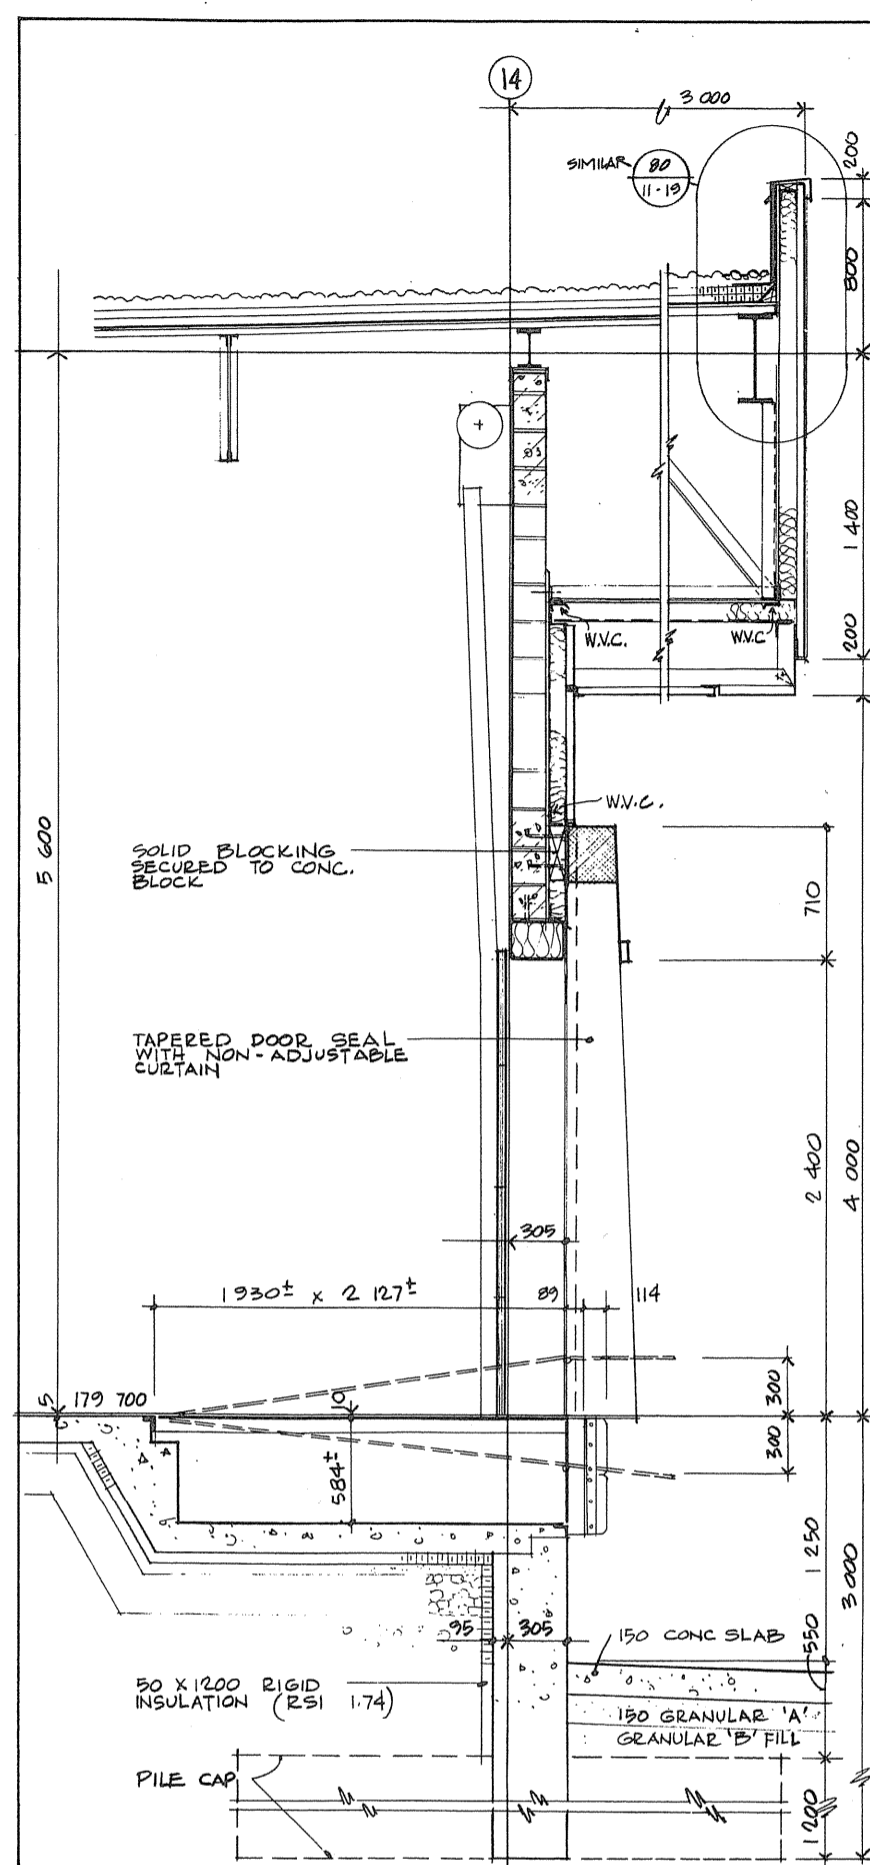 14
3 000
SIMILAR
80
11-19
200
800
1 400
200
W.V.C.
W.V.C
W.V.C.
5 600
SOLID BLOCKING
SECURED TO CONC.
BLOCK
710
TAPERED DOOR SEAL
WITH NON-ADJUSTABLE
CURTAIN
2 400
4 000
305
1930± x 2 127±
89
114
5
179 700
10
300
300
584±
1 250
3 000
95
305
150 CONC SLAB
550
50 X 1200 RIGID
INSULATION (RSI 1.74)
150 GRANULAR 'A'
GRANULAR 'B' FILL
PILE CAP
1 200